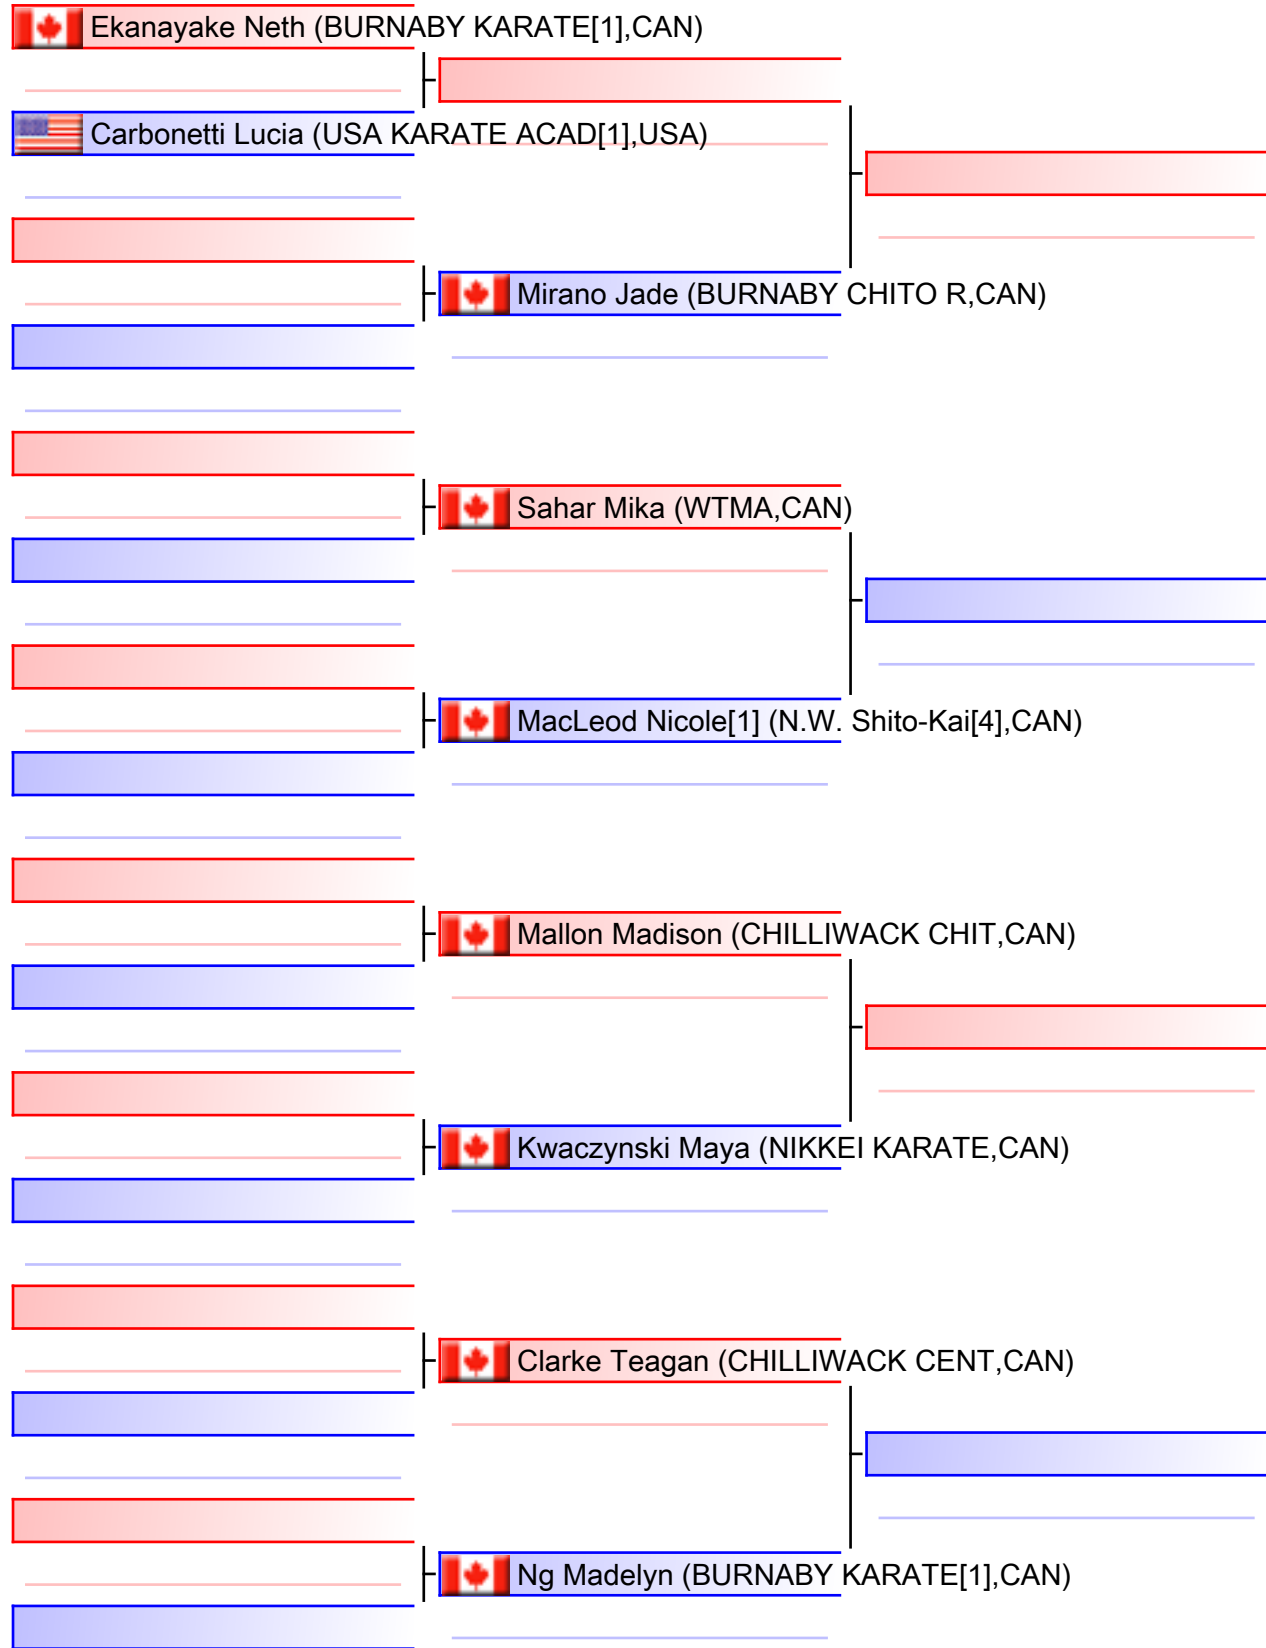 Ekanayake Neth (BURNABY KARATE[1],CAN)
Carbonetti Lucia (USA KARATE ACAD[1],USA)
Mirano Jade (BURNABY CHITO R,CAN)
Sahar Mika (WTMA,CAN)
MacLeod Nicole[1] (N.W. Shito-Kai[4],CAN)
Mallon Madison (CHILLIWACK CHIT,CAN)
Kwaczynski Maya (NIKKEI KARATE,CAN)
Clarke Teagan (CHILLIWACK CENT,CAN)
Ng Madelyn (BURNABY KARATE[1],CAN)